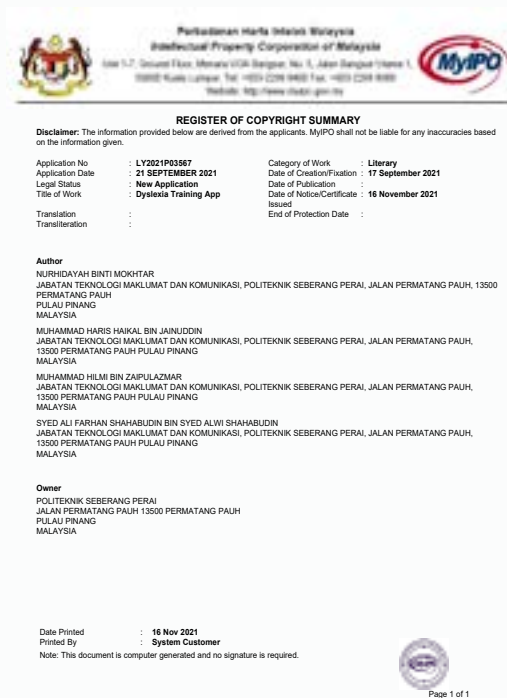 Perbadanan Harta Intelek Malaysia
Intellectual Property Corporation of Malaysia
MyIPO
REGISTER OF COPYRIGHT SUMMARY
Disclaimer: The information provided below are derived from the applicants. MyIPO shall not be liable for any inaccuracies based
on the information given.
Application No : LY2021P03567 Category of Work : Literary
Application Date : 21 SEPTEMBER 2021 Date of Creation/Fixation : 17 September 2021
Legal Status : New Application Date of Publication :
Title of Work : Dyslexia Training App Date of Notice/Certificate : 16 November 2021
Issued
Translation : End of Protection Date :
Transliteration :
Author
NURHIDAYAH BINTI MOKHTAR
JABATAN TEKNOLOGI MAKLUMAT DAN KOMUNIKASI, POLITEKNIK SEBERANG PERAI, JALAN PERMATANG PAUH, 13500
PERMATANG PAUH
PULAU PINANG
MALAYSIA
MUHAMMAD HARIS HAIKAL BIN JAINUDDIN
JABATAN TEKNOLOGI MAKLUMAT DAN KOMUNIKASI, POLITEKNIK SEBERANG PERAI, JALAN PERMATANG PAUH,
13500 PERMATANG PAUH PULAU PINANG
MALAYSIA
MUHAMMAD HILMI BIN ZAIPULAZMAR
JABATAN TEKNOLOGI MAKLUMAT DAN KOMUNIKASI, POLITEKNIK SEBERANG PERAI, JALAN PERMATANG PAUH,
13500 PERMATANG PAUH PULAU PINANG
MALAYSIA
SYED ALI FARHAN SHAHABUDIN BIN SYED ALWI SHAHABUDIN
JABATAN TEKNOLOGI MAKLUMAT DAN KOMUNIKASI, POLITEKNIK SEBERANG PERAI, JALAN PERMATANG PAUH,
13500 PERMATANG PAUH PULAU PINANG
MALAYSIA
Owner
POLITEKNIK SEBERANG PERAI
JALAN PERMATANG PAUH 13500 PERMATANG PAUH
PULAU PINANG
MALAYSIA
Date Printed : 16 Nov 2021
Printed By : System Customer
Note: This document is computer generated and no signature is required.
MyIPO
Page 1 of 1